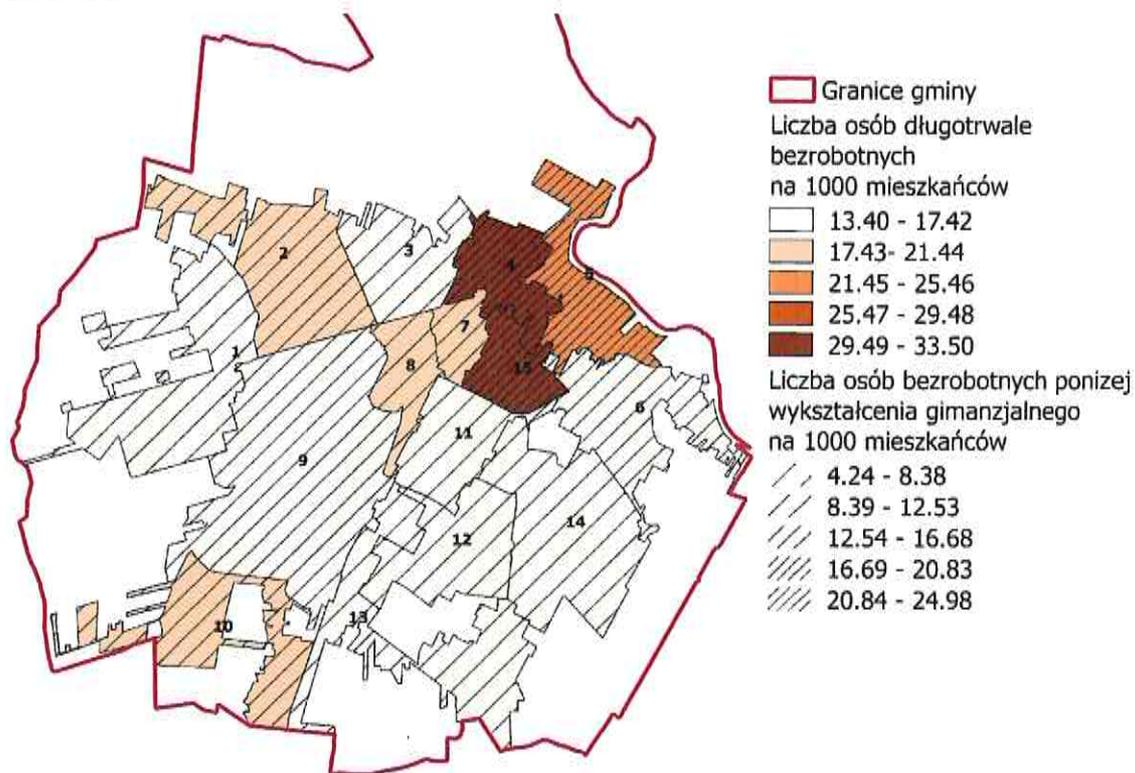 Granice gminy
Liczba osób długotrwale
bezrobotnych
na 1000 mieszkańców
13.40 - 17.42
17.43- 21.44
21.45 - 25.46
25.47 - 29.48
29.49 - 33.50
Liczba osób bezrobotnych ponizej
wykształcenia gimanzjalnego
na 1000 mieszkańców
4.24 - 8.38
8.39 - 12.53
12.54 - 16.68
16.69 - 20.83
20.84 - 24.98
2
3
4
5
1
7
8
15
6
9
11
12
14
13
10